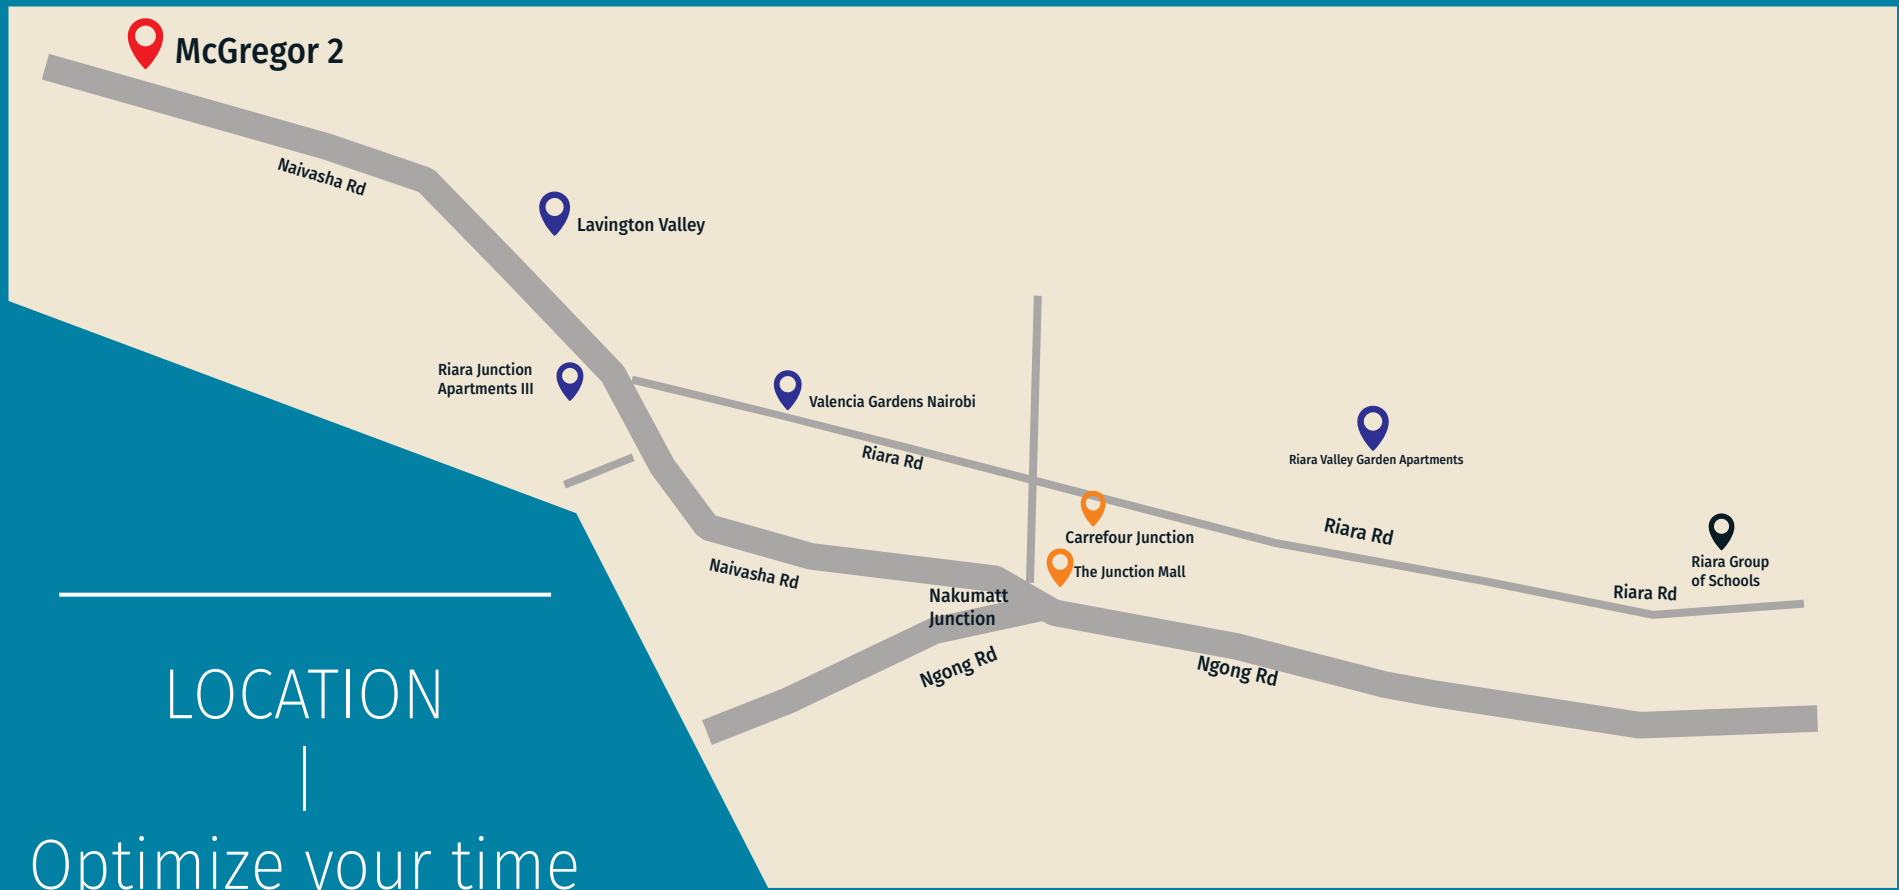 McGregor 2
Naivasha Rd
Lavington Valley
Riara Junction
Apartments III
Valencia Gardens Nairobi
Riara Rd
Riara Valley Garden Apartments
Carrefour Junction
Riara Rd
The Junction Mall
Riara Group
of Schools
Naivasha Rd
Riara Rd
Nakumatt
Junction
Ngong Rd
Ngong Rd
LOCATION
Optimize your time